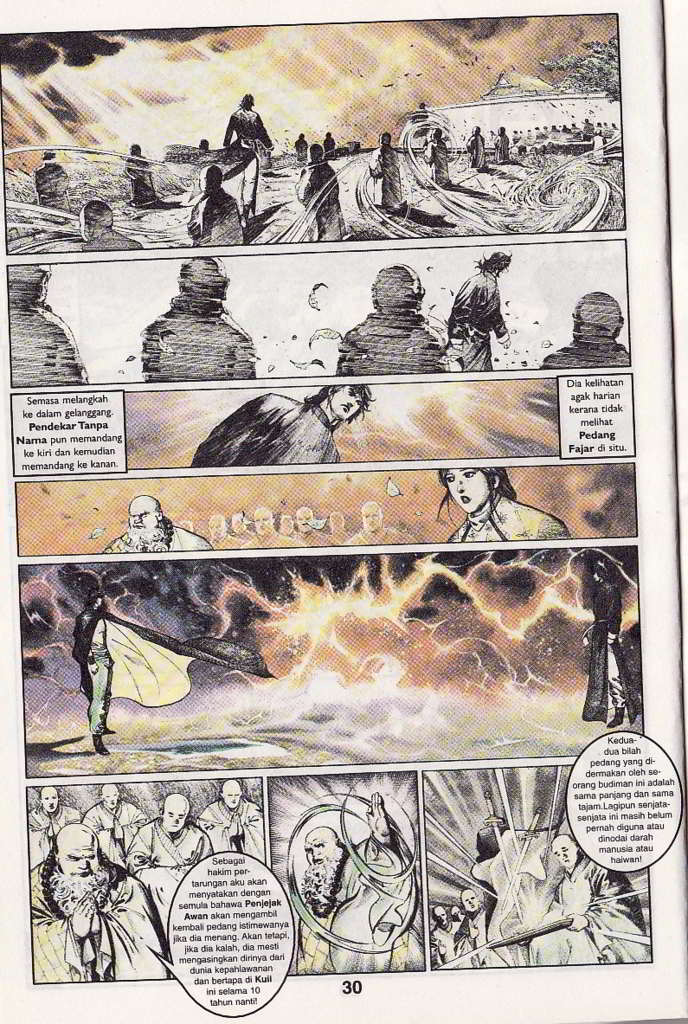 Semasa melangkah
ke dalam gelanggang.
Pendekar Tanpa
Nama pun memandang
ke kiri dan kemudian
memandang ke kanan.
Dia kelihatan
agak harian
kerana tidak
melihat
Pedang
Fajar di situ.
Sebagai
hakim per-
tarungan aku akan
menyatakan dengan
semula bahawa Penjejak
Awan akan mengambil
kembali pedang istimewanya
jika dia menang. Akan tetapi,
jika dia kalah, dia mesti
mengasingkan dirinya dari
dunia kepahlawanan
dan bertapa di Kuil
ini selama 10
tahun nanti!
Kedua-
dua bilah
pedang yang di-
dermakan oleh se-
orang budiman ini adalah
sama panjang dan sama
tajam.Lagipun senjata-
senjata ini masih belum
pernah diguna atau
dinodai darah
manusia atau
haiwan!
30